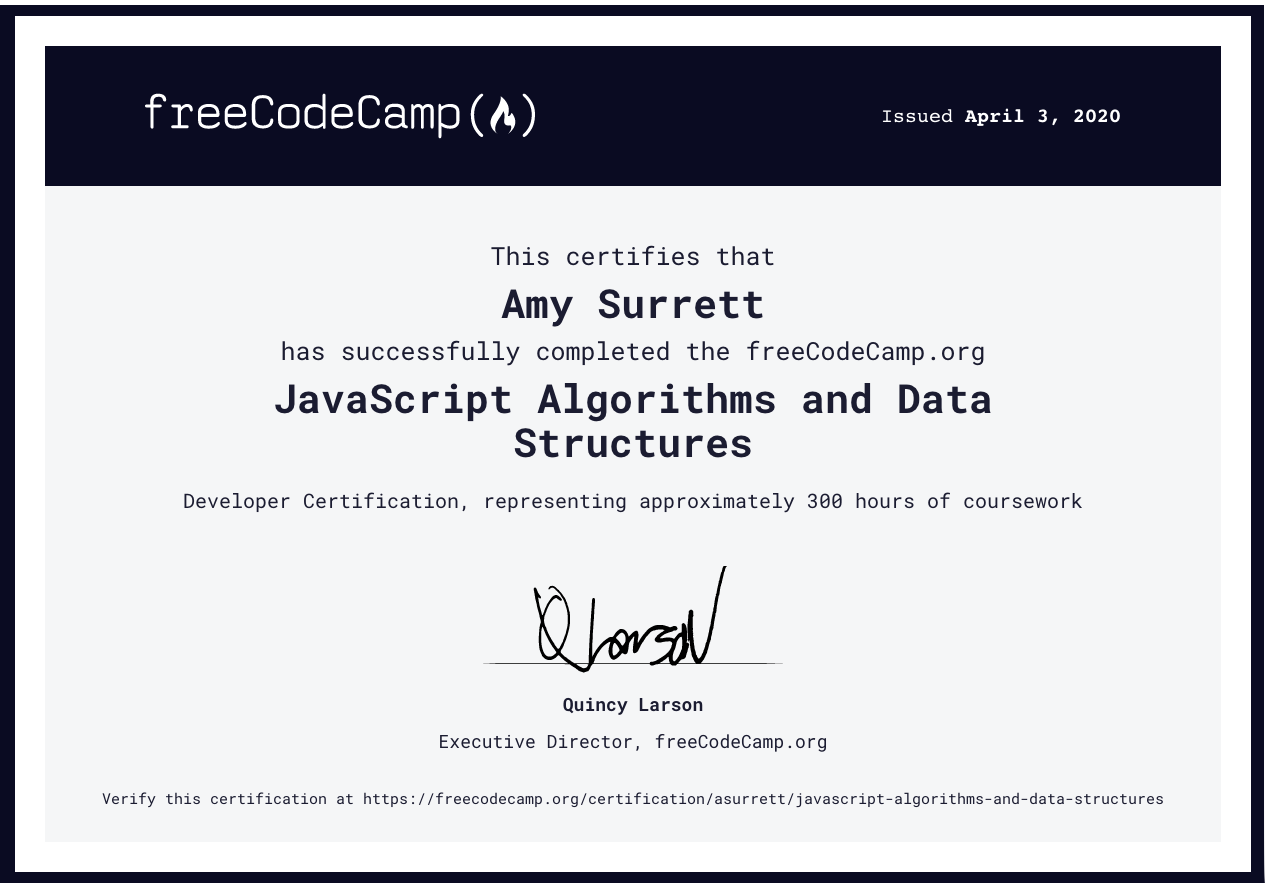 freeCodeCamp(🔥)
Issued April 3, 2020
This certifies that
Amy Surrett
has successfully completed the freeCodeCamp.org
JavaScript Algorithms and Data
Structures
Developer Certification, representing approximately 300 hours of coursework
Q Larson
Quincy Larson
Executive Director, freeCodeCamp.org
Verify this certification at https://freecodecamp.org/certification/asurrett/javascript-algorithms-and-data-structures